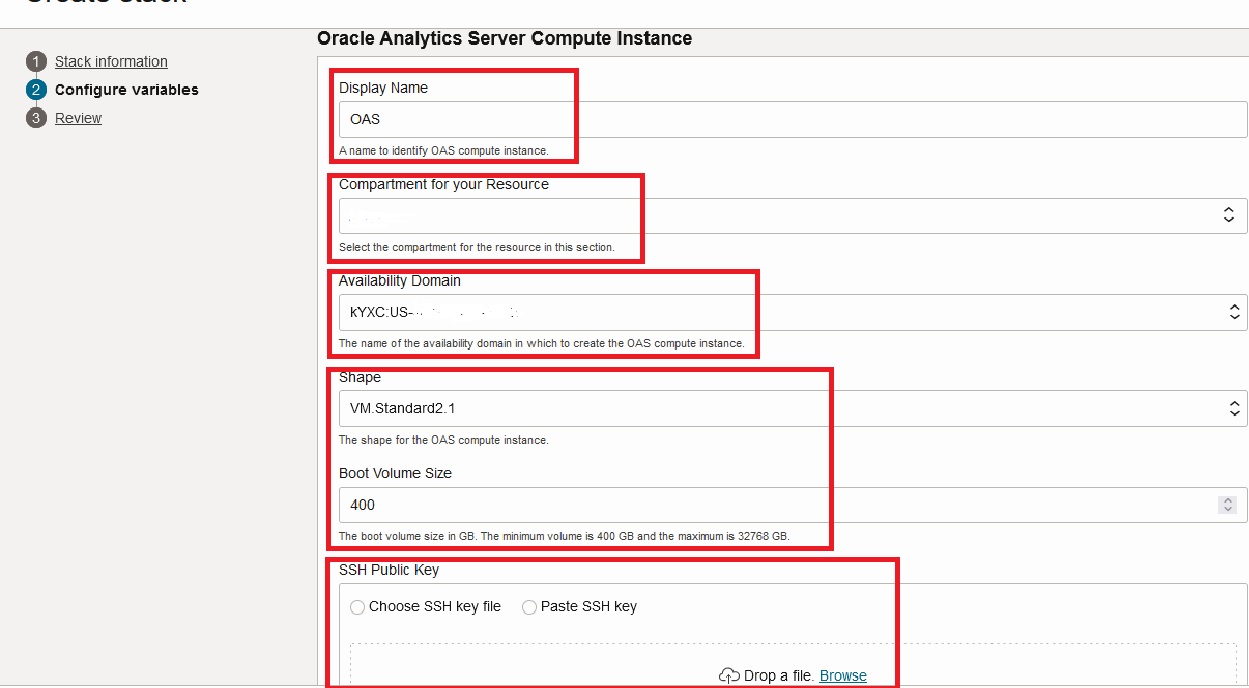 Create stack
Oracle Analytics Server Compute Instance
1 Stack information
2 Configure variables
3 Review
Display Name
OAS
A name to identify OAS compute instance.
Compartment for your Resource
Select the compartment for the resource in this section.
Availability Domain
kYXC:US-
The name of the availability domain in which to create the OAS compute instance.
Shape
VM.Standard2.1
The shape for the OAS compute instance.
Boot Volume Size
400
The boot volume size in GB. The minimum volume is 400 GB and the maximum is 32768 GB.
SSH Public Key
Choose SSH key file Paste SSH key
Drop a file. Browse